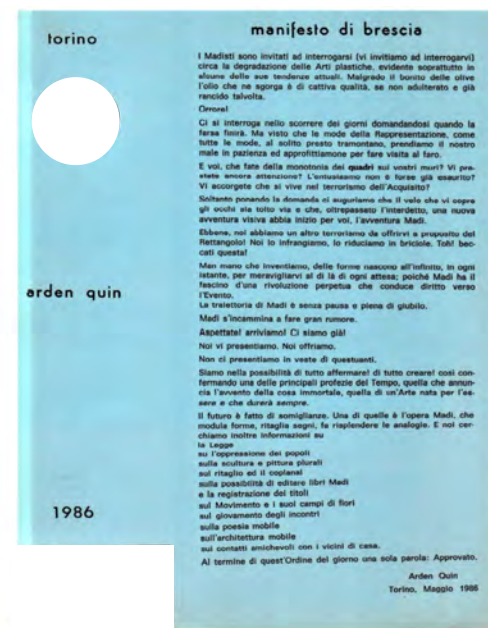 torino
arden quin
1986
manifesto di brescia
I Madisti sono invitati ad interrogarsi (vi invitiamo ad interrogarvi)
circa la degradazione delle Arti plastiche, evidente soprattutto in
alcune delle sue tendenze attuali. Malgrado il bonito delle olive
l'olio che ne sgorga è di cattiva qualità, se non adulterato e già
rancido talvolta.
Orrore!
Ci si interroga nello scorrere dei giorni domandandosi quando la
farsa finirà. Ma visto che le mode della Rappresentazione, come
tutte le mode, al solito presto tramontano, prendiamo il nostro
male in pazienza ed approfittiamone per fare visita al faro.
E voi, che fate della monotonia dei quadri sui vostri muri? Vi pre-
state ancora attenzione? L'entusiasmo non è forse già esaurito?
Vi accorgete che si vive nel terrorismo dell'Acquisito?
Soltanto ponendo la domanda ci auguriamo che il velo che vi copre
gli occhi sia tolto via e che, oltrepassato l'interdetto, una nuova
avventura visiva abbia inizio per voi, l'avventura Madi.
Ebbene, noi abbiamo un altro terrorismo da offrirvi a proposito del
Rettangolo! Noi lo infrangiamo, lo riduciamo in briciole. Toh! bec-
cati questa!
Man mano che inventiamo, delle forme nascono all'infinito, in ogni
istante, per meravigliarvi al di là di ogni attesa; poiché Madi ha il
fascino d'una rivoluzione perpetua che conduce diritto verso
l'Evento.
La traiettoria di Madi è senza pausa e piena di giubilo.
Madi s'incammina a fare gran rumore.
Aspettate! arriviamo! Ci siamo già!
Noi vi presentiamo. Noi offriamo.
Non ci presentiamo in veste di questuanti.
Siamo nella possibilità di tutto affermare! di tutto creare! così con-
fermando una delle principali profezie del Tempo, quella che annun-
cia l'avvento della cosa immortale, quella di un'Arte nata per l'es-
sere e che durerà sempre.
Il futuro è fatto di somiglianze. Una di quelle è l'opera Madi, che
modula forme, ritaglia segni, fa risplendere le analogie. E noi cer-
chiamo inoltre informazioni su
la Legge
su l'oppressione dei popoli
sulla scultura e pittura plurali
sul ritaglio ed il coplanal
sulla possibilità di editare libri Madi
e la registrazione dei titoli
sul Movimento e i suoi campi di fiori
sul giovamento degli incontri
sulla poesia mobile
sull'architettura mobile
sui contatti amichevoli con i vicini di casa.
Al termine di quest'Ordine del giorno una sola parola: Approvato.
Arden Quin
Torino, Maggio 1986